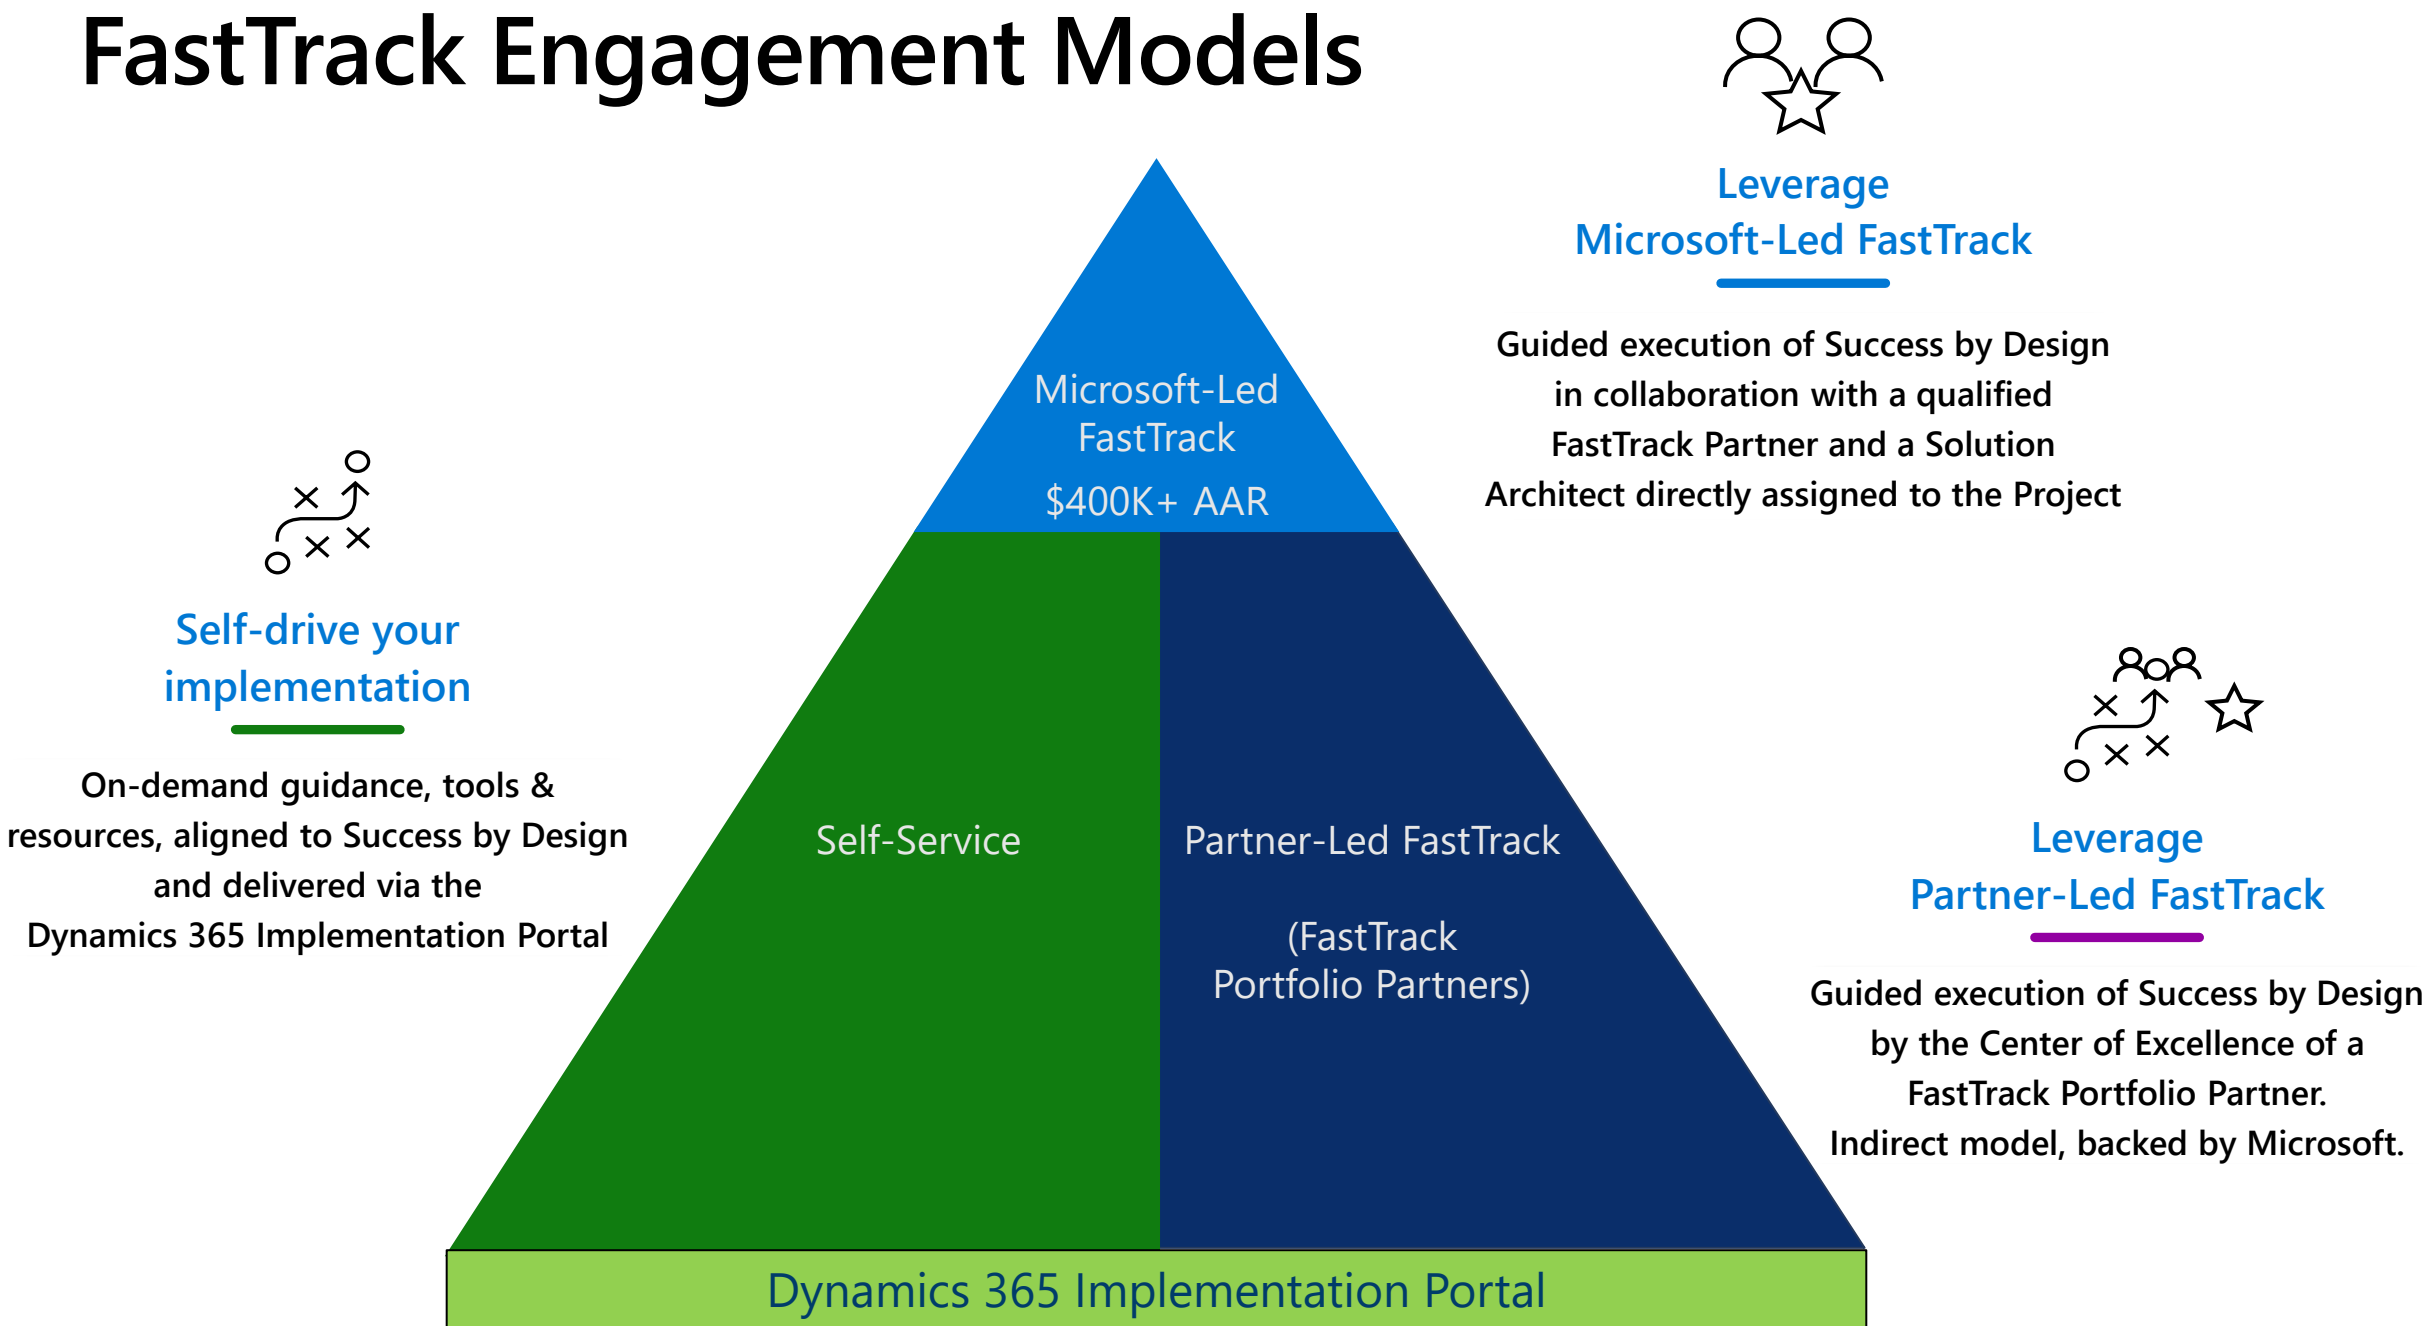 FastTrack Engagement Models
Leverage
Microsoft-Led FastTrack
Guided execution of Success by Design
in collaboration with a qualified
FastTrack Partner and a Solution
Architect directly assigned to the Project
Microsoft-Led
FastTrack
$400K+ AAR
Self-drive your
implementation
On-demand guidance, tools &
resources, aligned to Success by Design
and delivered via the
Dynamics 365 Implementation Portal
Self-Service
Partner-Led FastTrack
(FastTrack
Portfolio Partners)
Leverage
Partner-Led FastTrack
Guided execution of Success by Design
by the Center of Excellence of a
FastTrack Portfolio Partner.
Indirect model, backed by Microsoft.
Dynamics 365 Implementation Portal